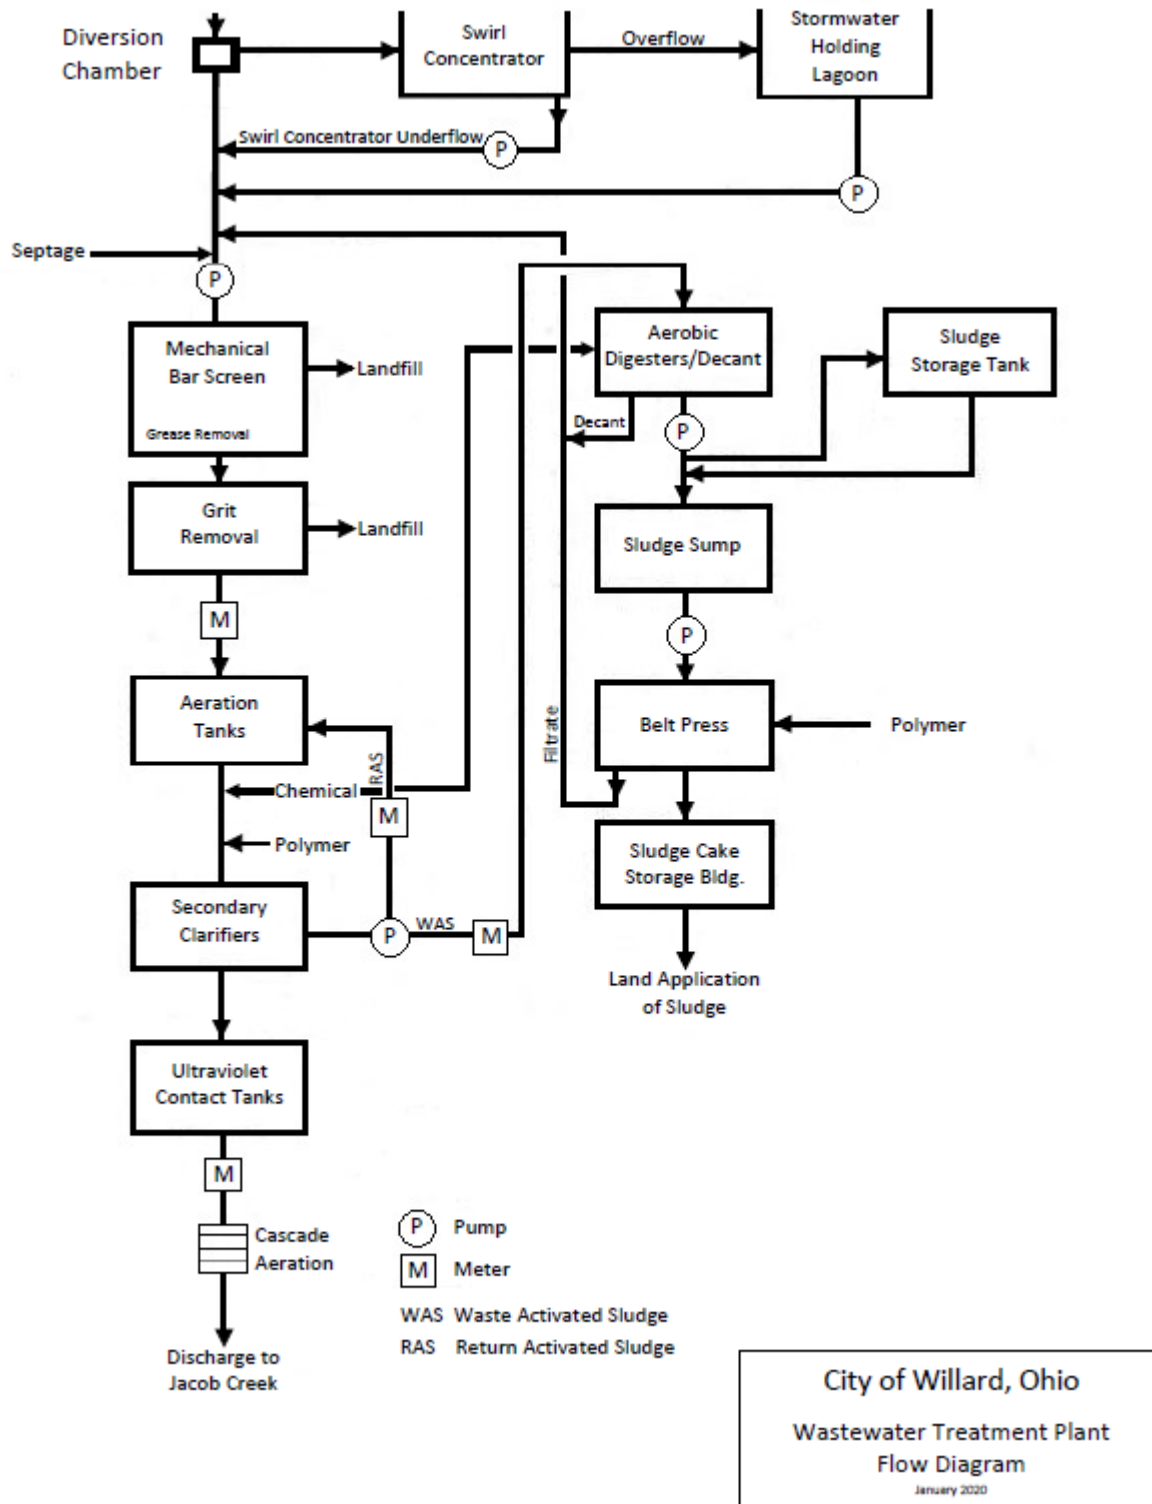 Diversion
Chamber
Swirl
Concentrator
Overflow
Stormwater
Holding
Lagoon
Swirl Concentrator Underflow
P
P
Septage
P
Mechanical
Bar Screen
Grease Removal
Landfill
Aerobic
Digesters/Decant
Sludge
Storage Tank
Decant
P
Grit
Removal
Landfill
Sludge Sump
M
P
Aeration
Tanks
RAS
Filtrate
Belt Press
Polymer
Chemical
M
Polymer
Sludge Cake
Storage Bldg.
Secondary
Clarifiers
P
WAS
M
Land Application
of Sludge
Ultraviolet
Contact Tanks
M
Cascade
Aeration
P Pump
M Meter
WAS Waste Activated Sludge
RAS Return Activated Sludge
Discharge to
Jacob Creek
City of Willard, Ohio
Wastewater Treatment Plant
Flow Diagram
January 2020